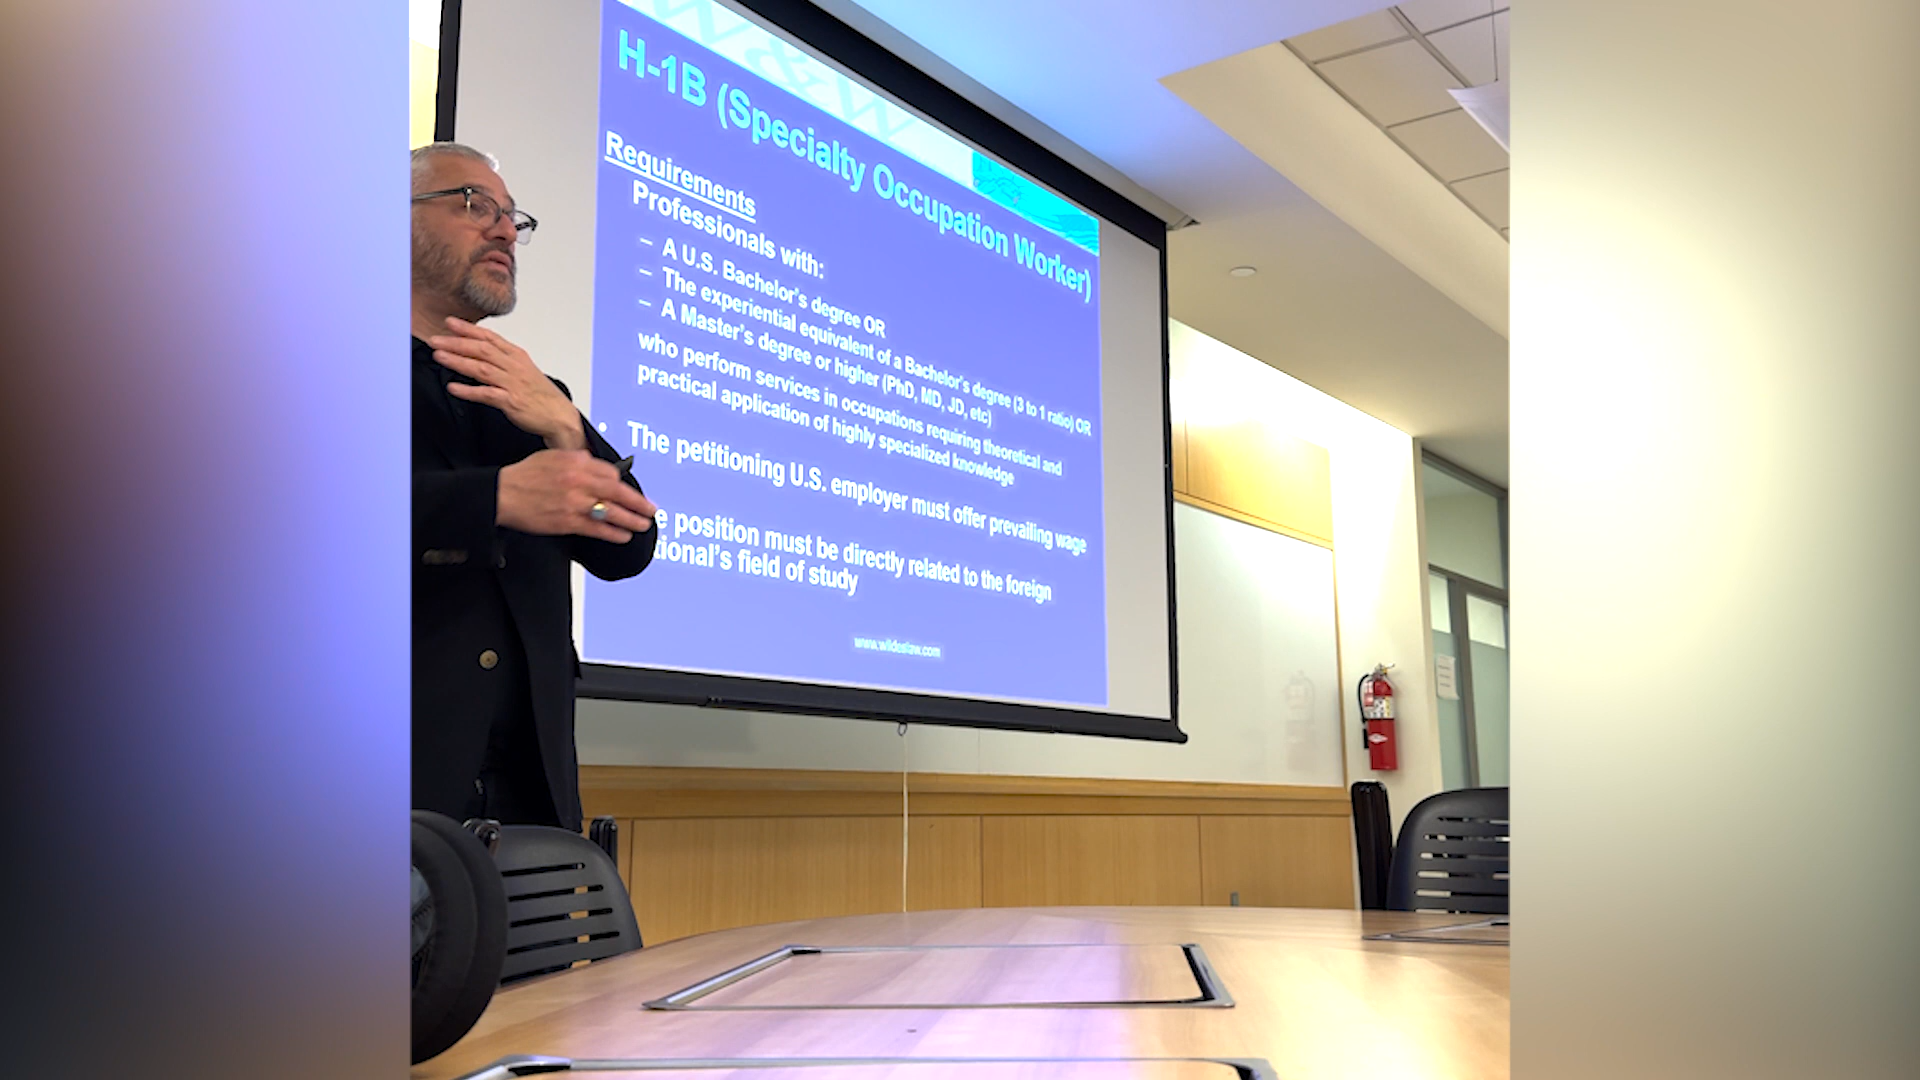 W&W
H-1B (Specialty Occupation Worker)
Requirements
Professionals with:
– A U.S. Bachelor's degree OR
– The experiential equivalent of a Bachelor's degree (3 to 1 ratio) OR
– A Master's degree or higher (PhD, MD, JD, etc)
who perform services in occupations requiring theoretical and
practical application of highly specialized knowledge
• The petitioning U.S. employer must offer prevailing wage
position must be directly related to the foreign
field of study
www.wildeslaw.com